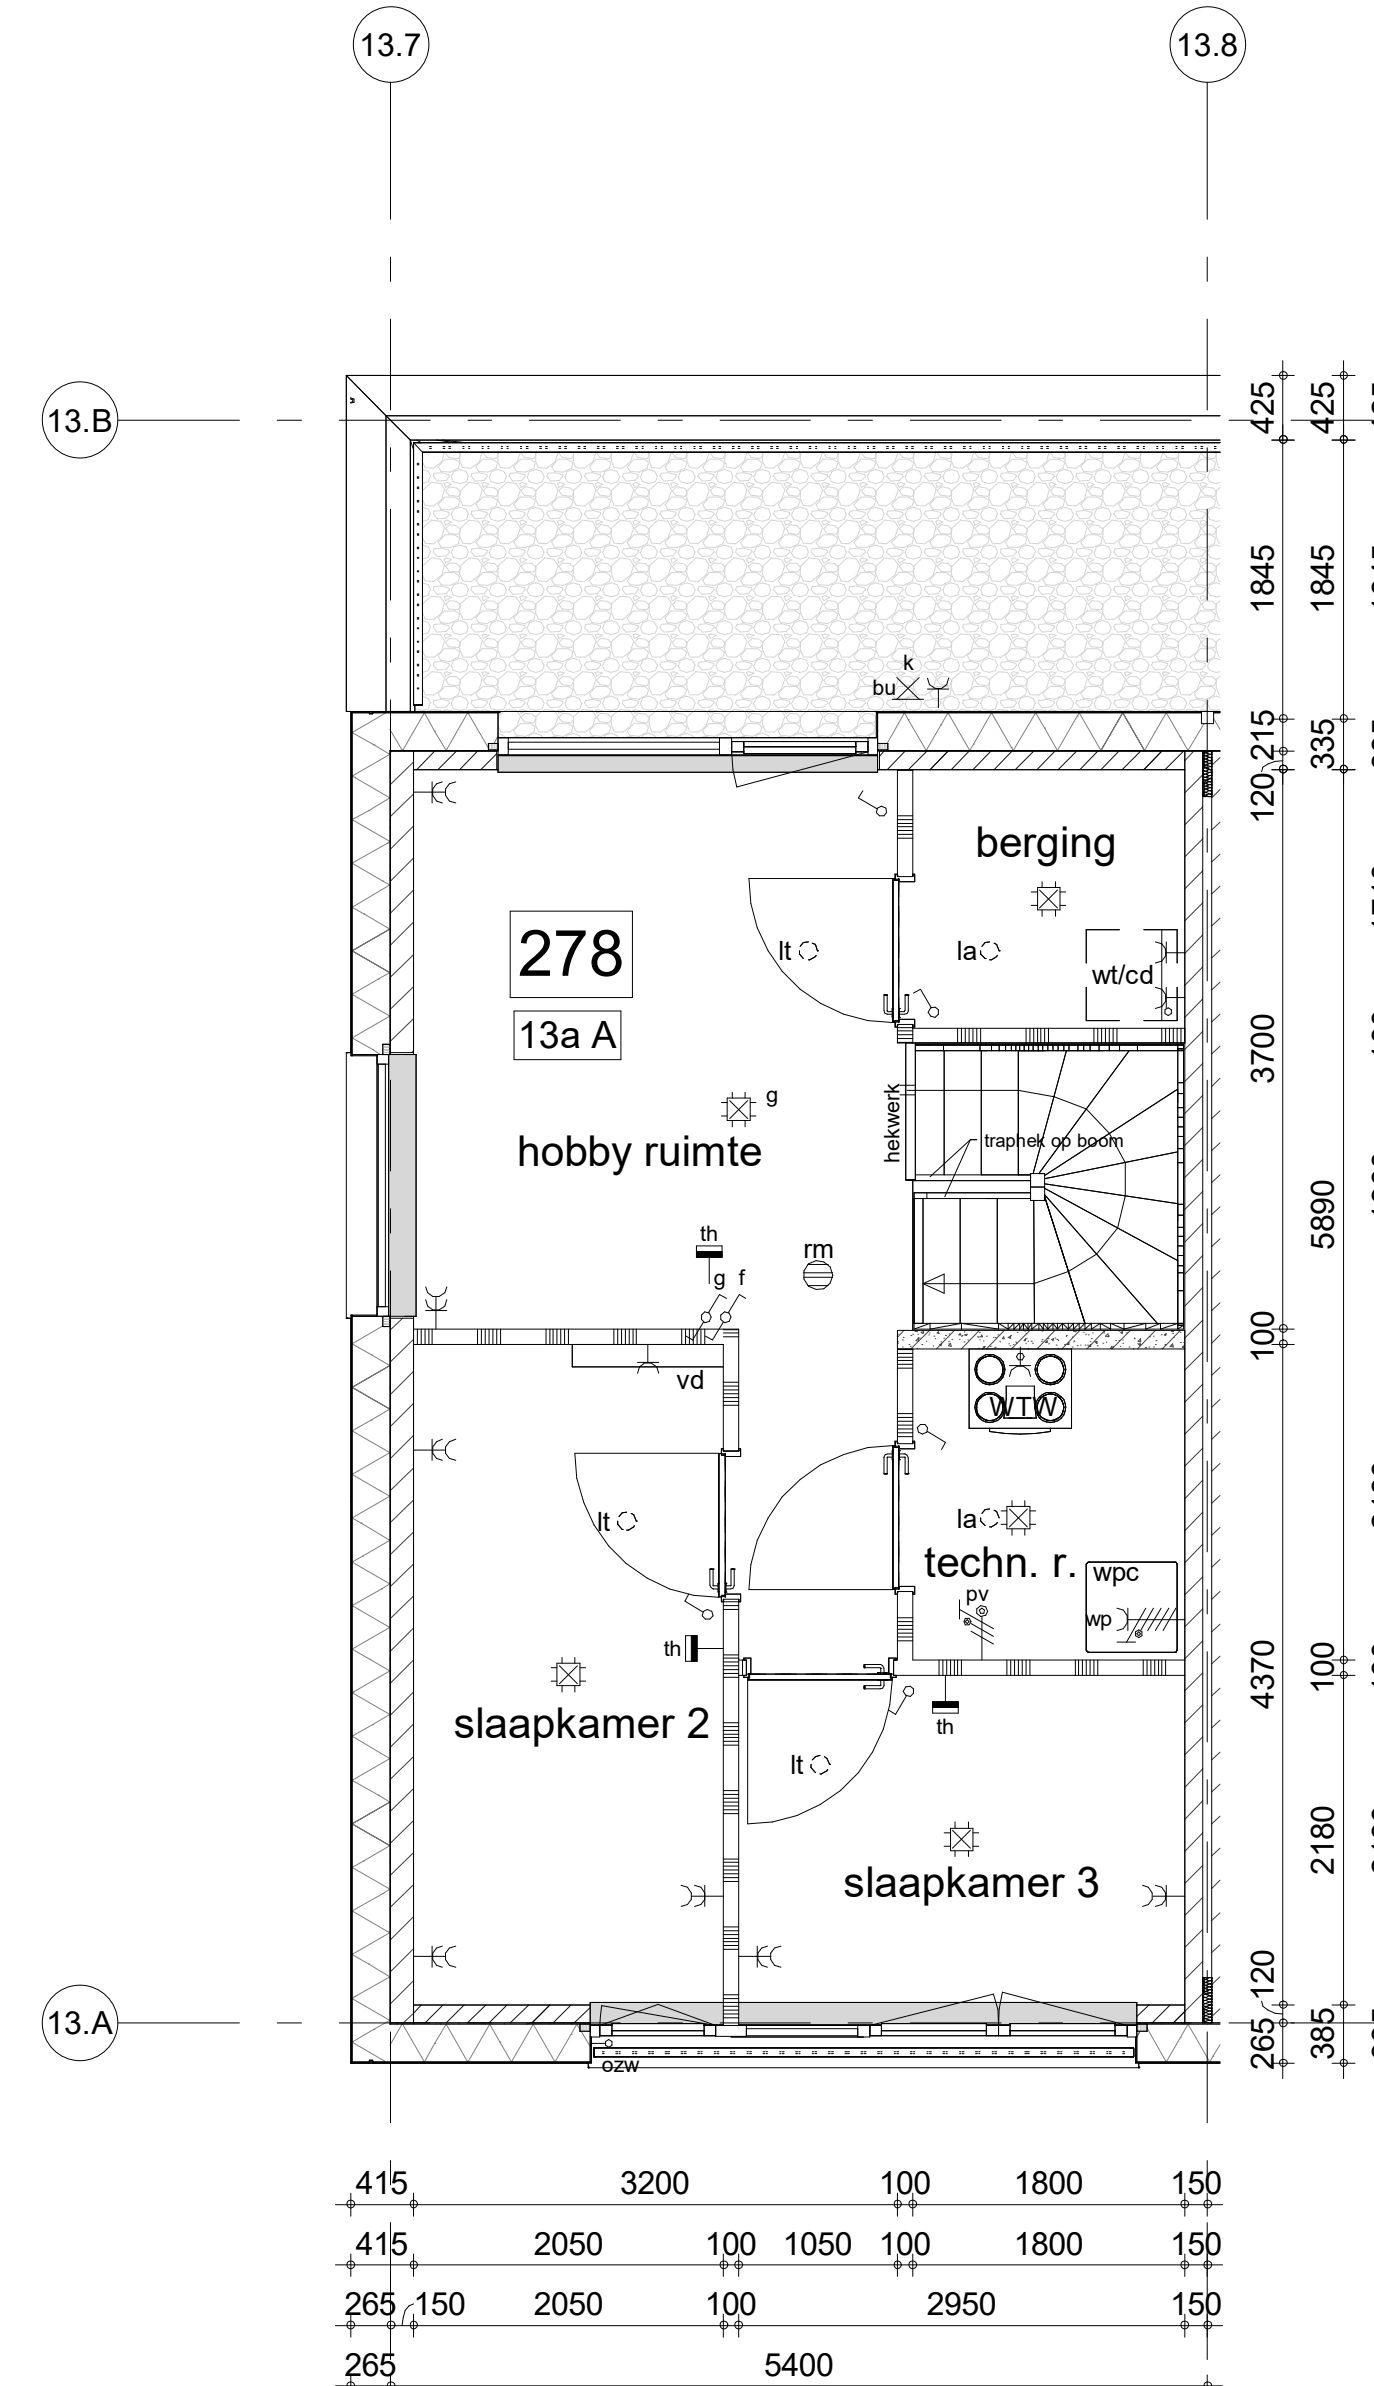 13.7
13.8
13.B
425
425
1845
1845
k
bu
215
335
120
berging
278
lt
la
wt/cd
13a A
3700
hekwerk
g
traphek op boom
hobby ruimte
5890
th
rm
g f
100
vd
WTW
lt
la
techn. r.
wpc
pv
wp
th
4370
100
slaapkamer 2
th
lt
2180
slaapkamer 3
120
13.A
265
385
ozw
415 3200 100 1800 150
415 2050 100 1050 100 1800 150
265 150 2050 100 2950 150
265 5400